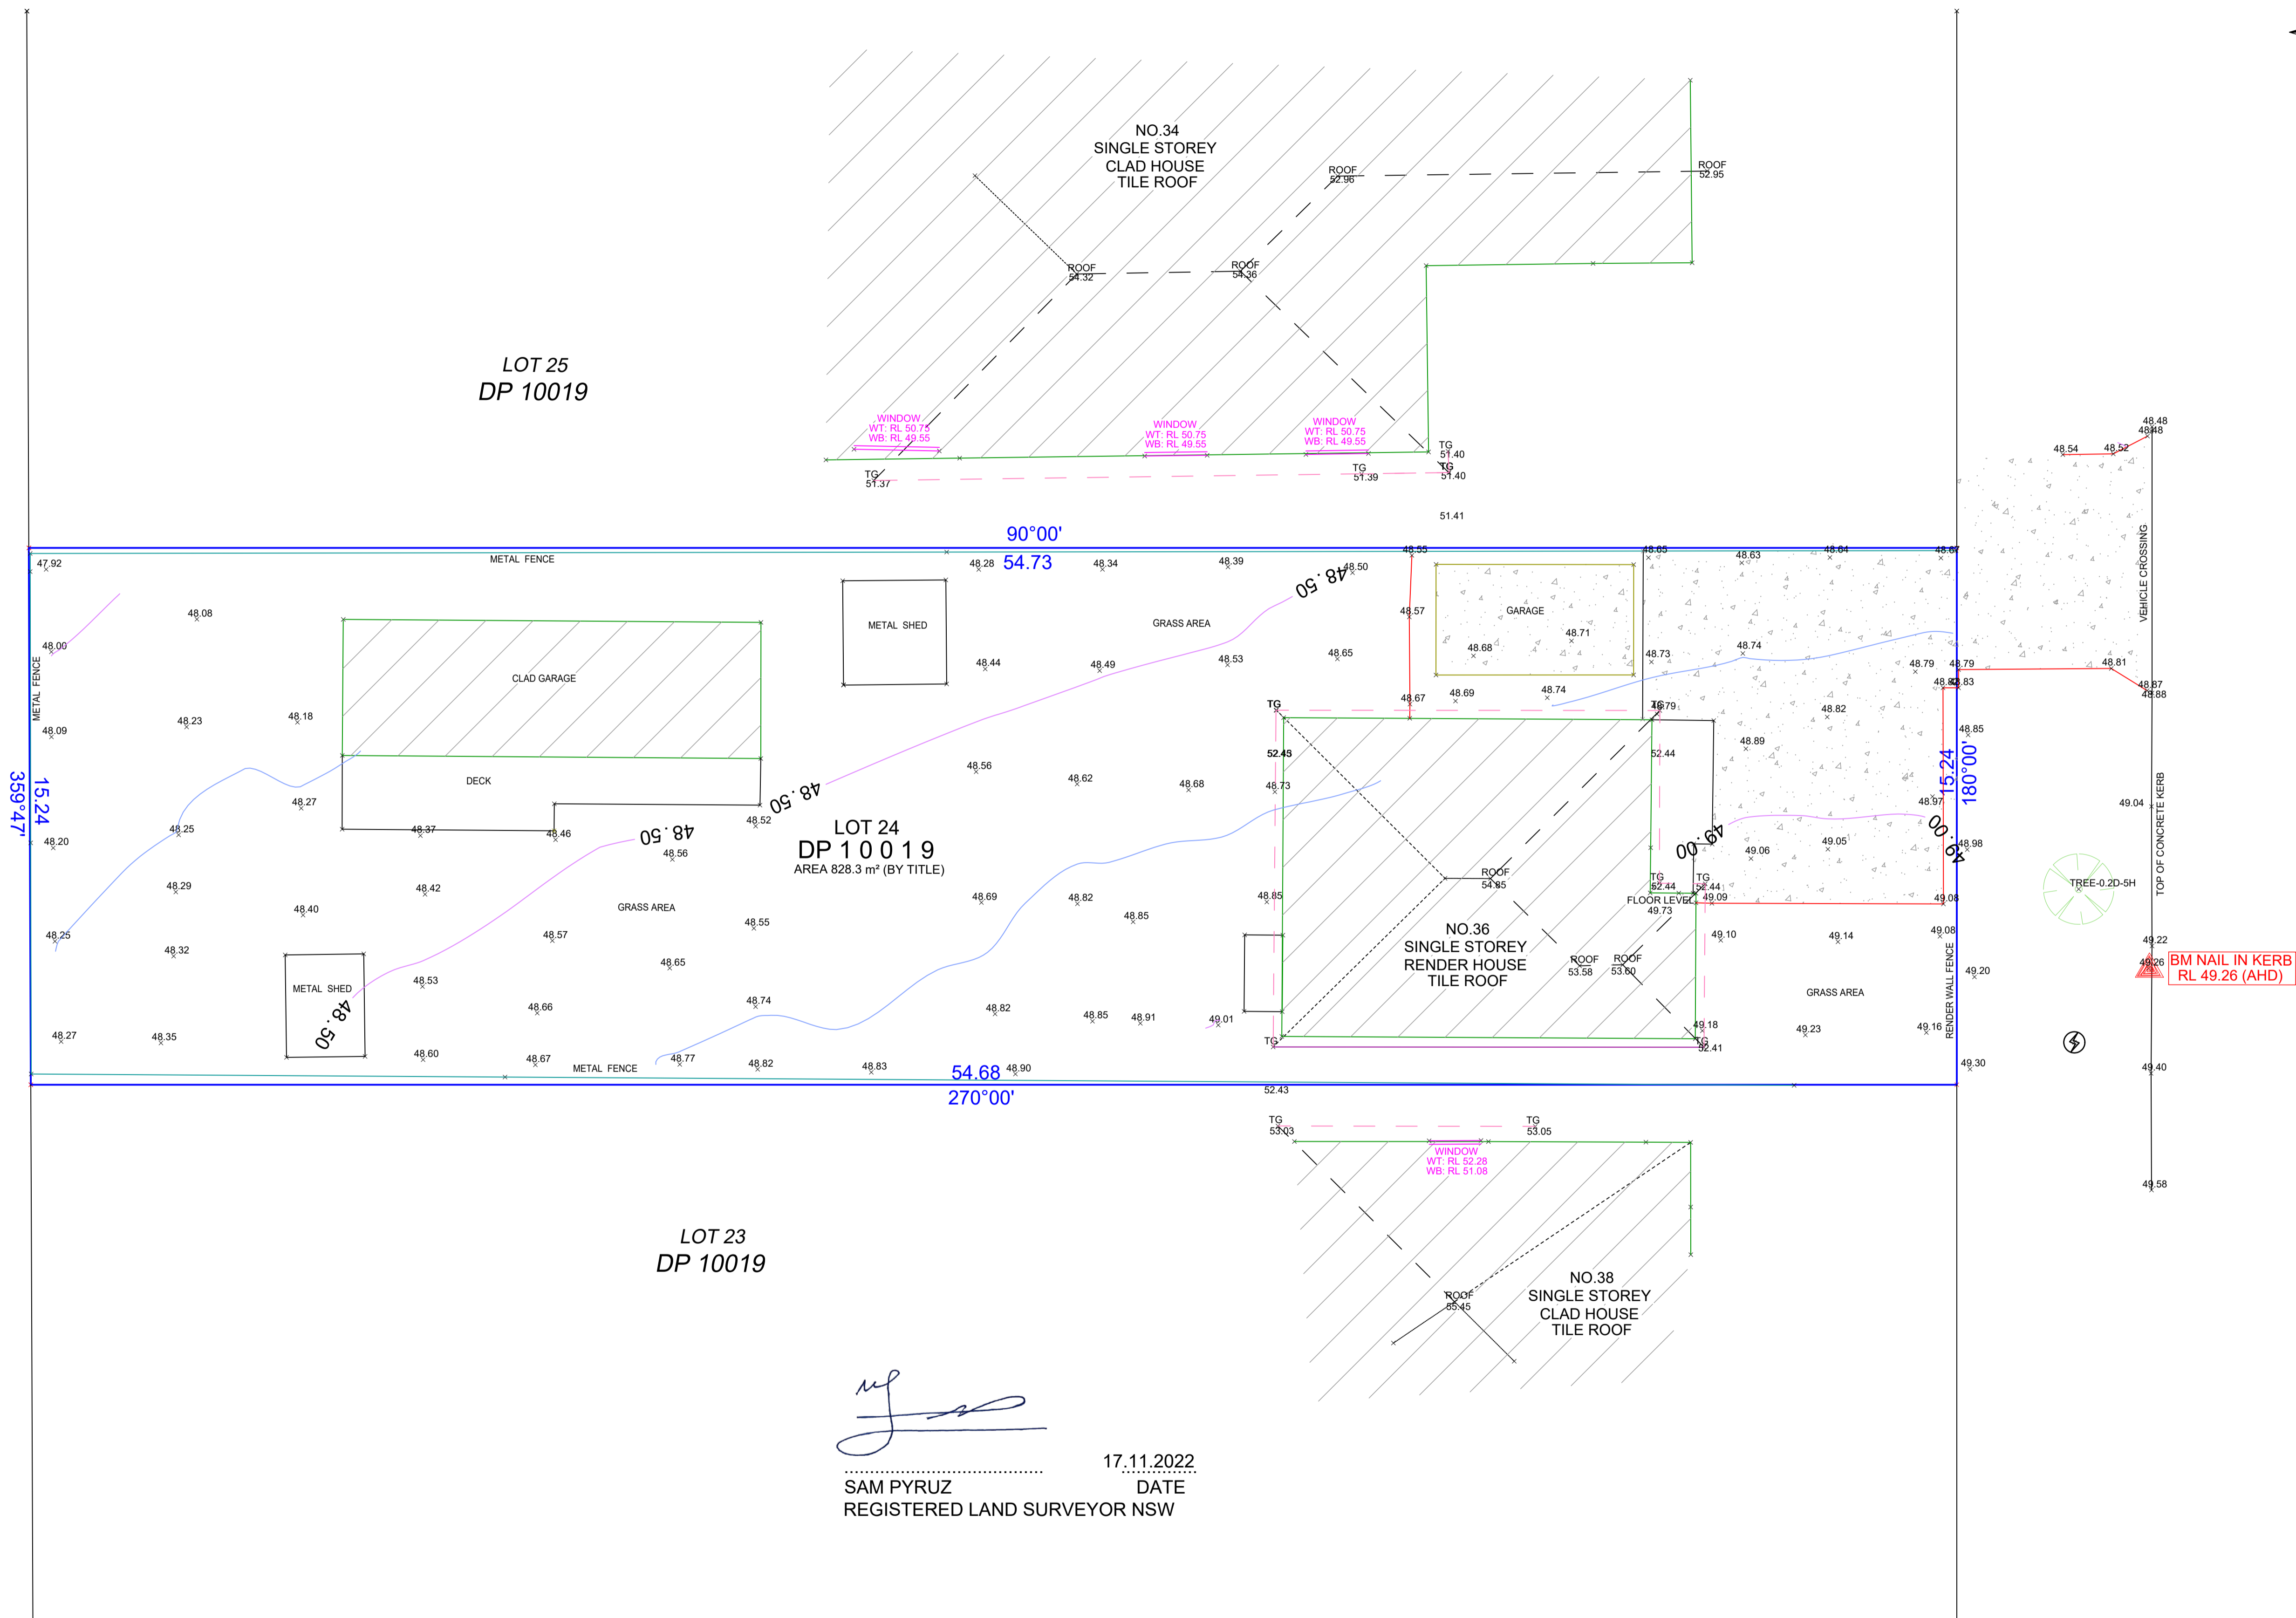 NO.34
SINGLE STOREY
CLAD HOUSE
TILE ROOF
ROOF
52.96
ROOF
52.95
ROOF
54.32
ROOF
54.36
LOT 25
DP 10019
WINDOW
WT: RL 50.75
WB: RL 49.55
WINDOW
WT: RL 50.75
WB: RL 49.55
WINDOW
WT: RL 50.75
WB: RL 49.55
TG
51.40
TG
51.37
TG
51.39
TG
51.40
51.41
48.48
48.48
48.54
48.52
VEHICLE CROSSING
90°00'
54.73
METAL FENCE
47.92
48.28
48.34
48.39
48.50
48.50
48.55
48.65
48.63
48.64
48.67
48.08
METAL SHED
GRASS AREA
48.57
GARAGE
48.71
48.68
48.00
METAL FENCE
CLAD GARAGE
48.44
48.49
48.53
48.65
48.73
48.74
48.79
48.79
48.81
48.87
48.88
48.82
48.83
48.67
48.69
48.74
TG
TG
48.79
48.09
48.23
48.18
48.82
48.85
48.89
52.43
52.44
15.24
359°47'
15.24
180°00'
DECK
48.56
48.62
48.68
48.73
48.50
48.27
48.97
49.04
TOP OF CONCRETE KERB
48.20
48.25
48.37
48.46
48.50
48.52
48.56
LOT 24
DP 10019
AREA 828.3 m² (BY TITLE)
49.00
49.06
49.05
49.00
48.98
ROOF
54.85
TG
52.44
TG
52.44
TREE-0.2D-5H
48.29
48.42
48.40
GRASS AREA
48.69
48.82
48.85
48.85
FLOOR LEVEL
49.73
49.09
49.08
48.55
48.57
48.25
48.32
NO.36
SINGLE STOREY
RENDER HOUSE
TILE ROOF
49.10
49.14
49.08
49.22
49.26
BM NAIL IN KERB
RL 49.26 (AHD)
ROOF
53.58
ROOF
53.60
48.65
48.53
METAL SHED
48.50
49.20
GRASS AREA
RENDER WALL FENCE
48.66
48.74
48.82
48.85
48.91
49.01
49.18
49.23
49.16
48.27
48.35
48.60
48.67
METAL FENCE
48.77
48.82
48.83
48.90
TG
TG
52.41
49.30
49.40
54.68
270°00'
52.43
TG
53.03
TG
53.05
WINDOW
WT: RL 52.28
WB: RL 51.08
49.58
LOT 23
DP 10019
NO.38
SINGLE STOREY
CLAD HOUSE
TILE ROOF
ROOF
55.45
17.11.2022
SAM PYRUZ
DATE
REGISTERED LAND SURVEYOR NSW